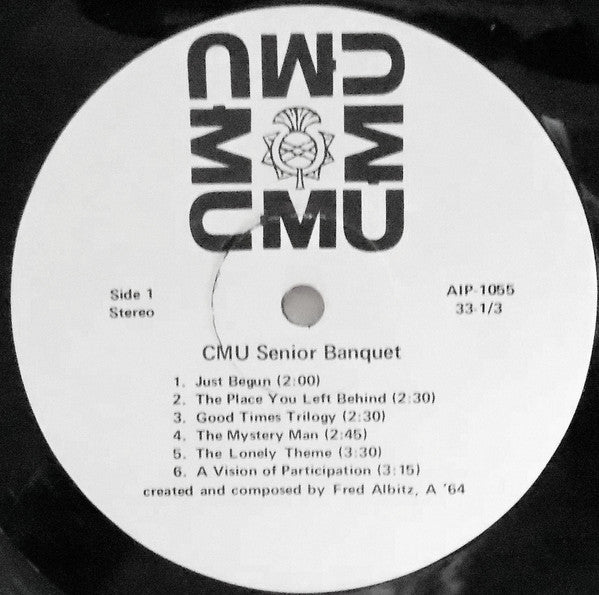 CMU
CMU
CMU
CMU
Side 1
Stereo
AIP-1055
33-1/3
CMU Senior Banquet
1. Just Begun (2:00)
2. The Place You Left Behind (2:30)
3. Good Times Trilogy (2:30)
4. The Mystery Man (2:45)
5. The Lonely Theme (3:30)
6. A Vision of Participation (3:15)
created and composed by Fred Albitz, A '64